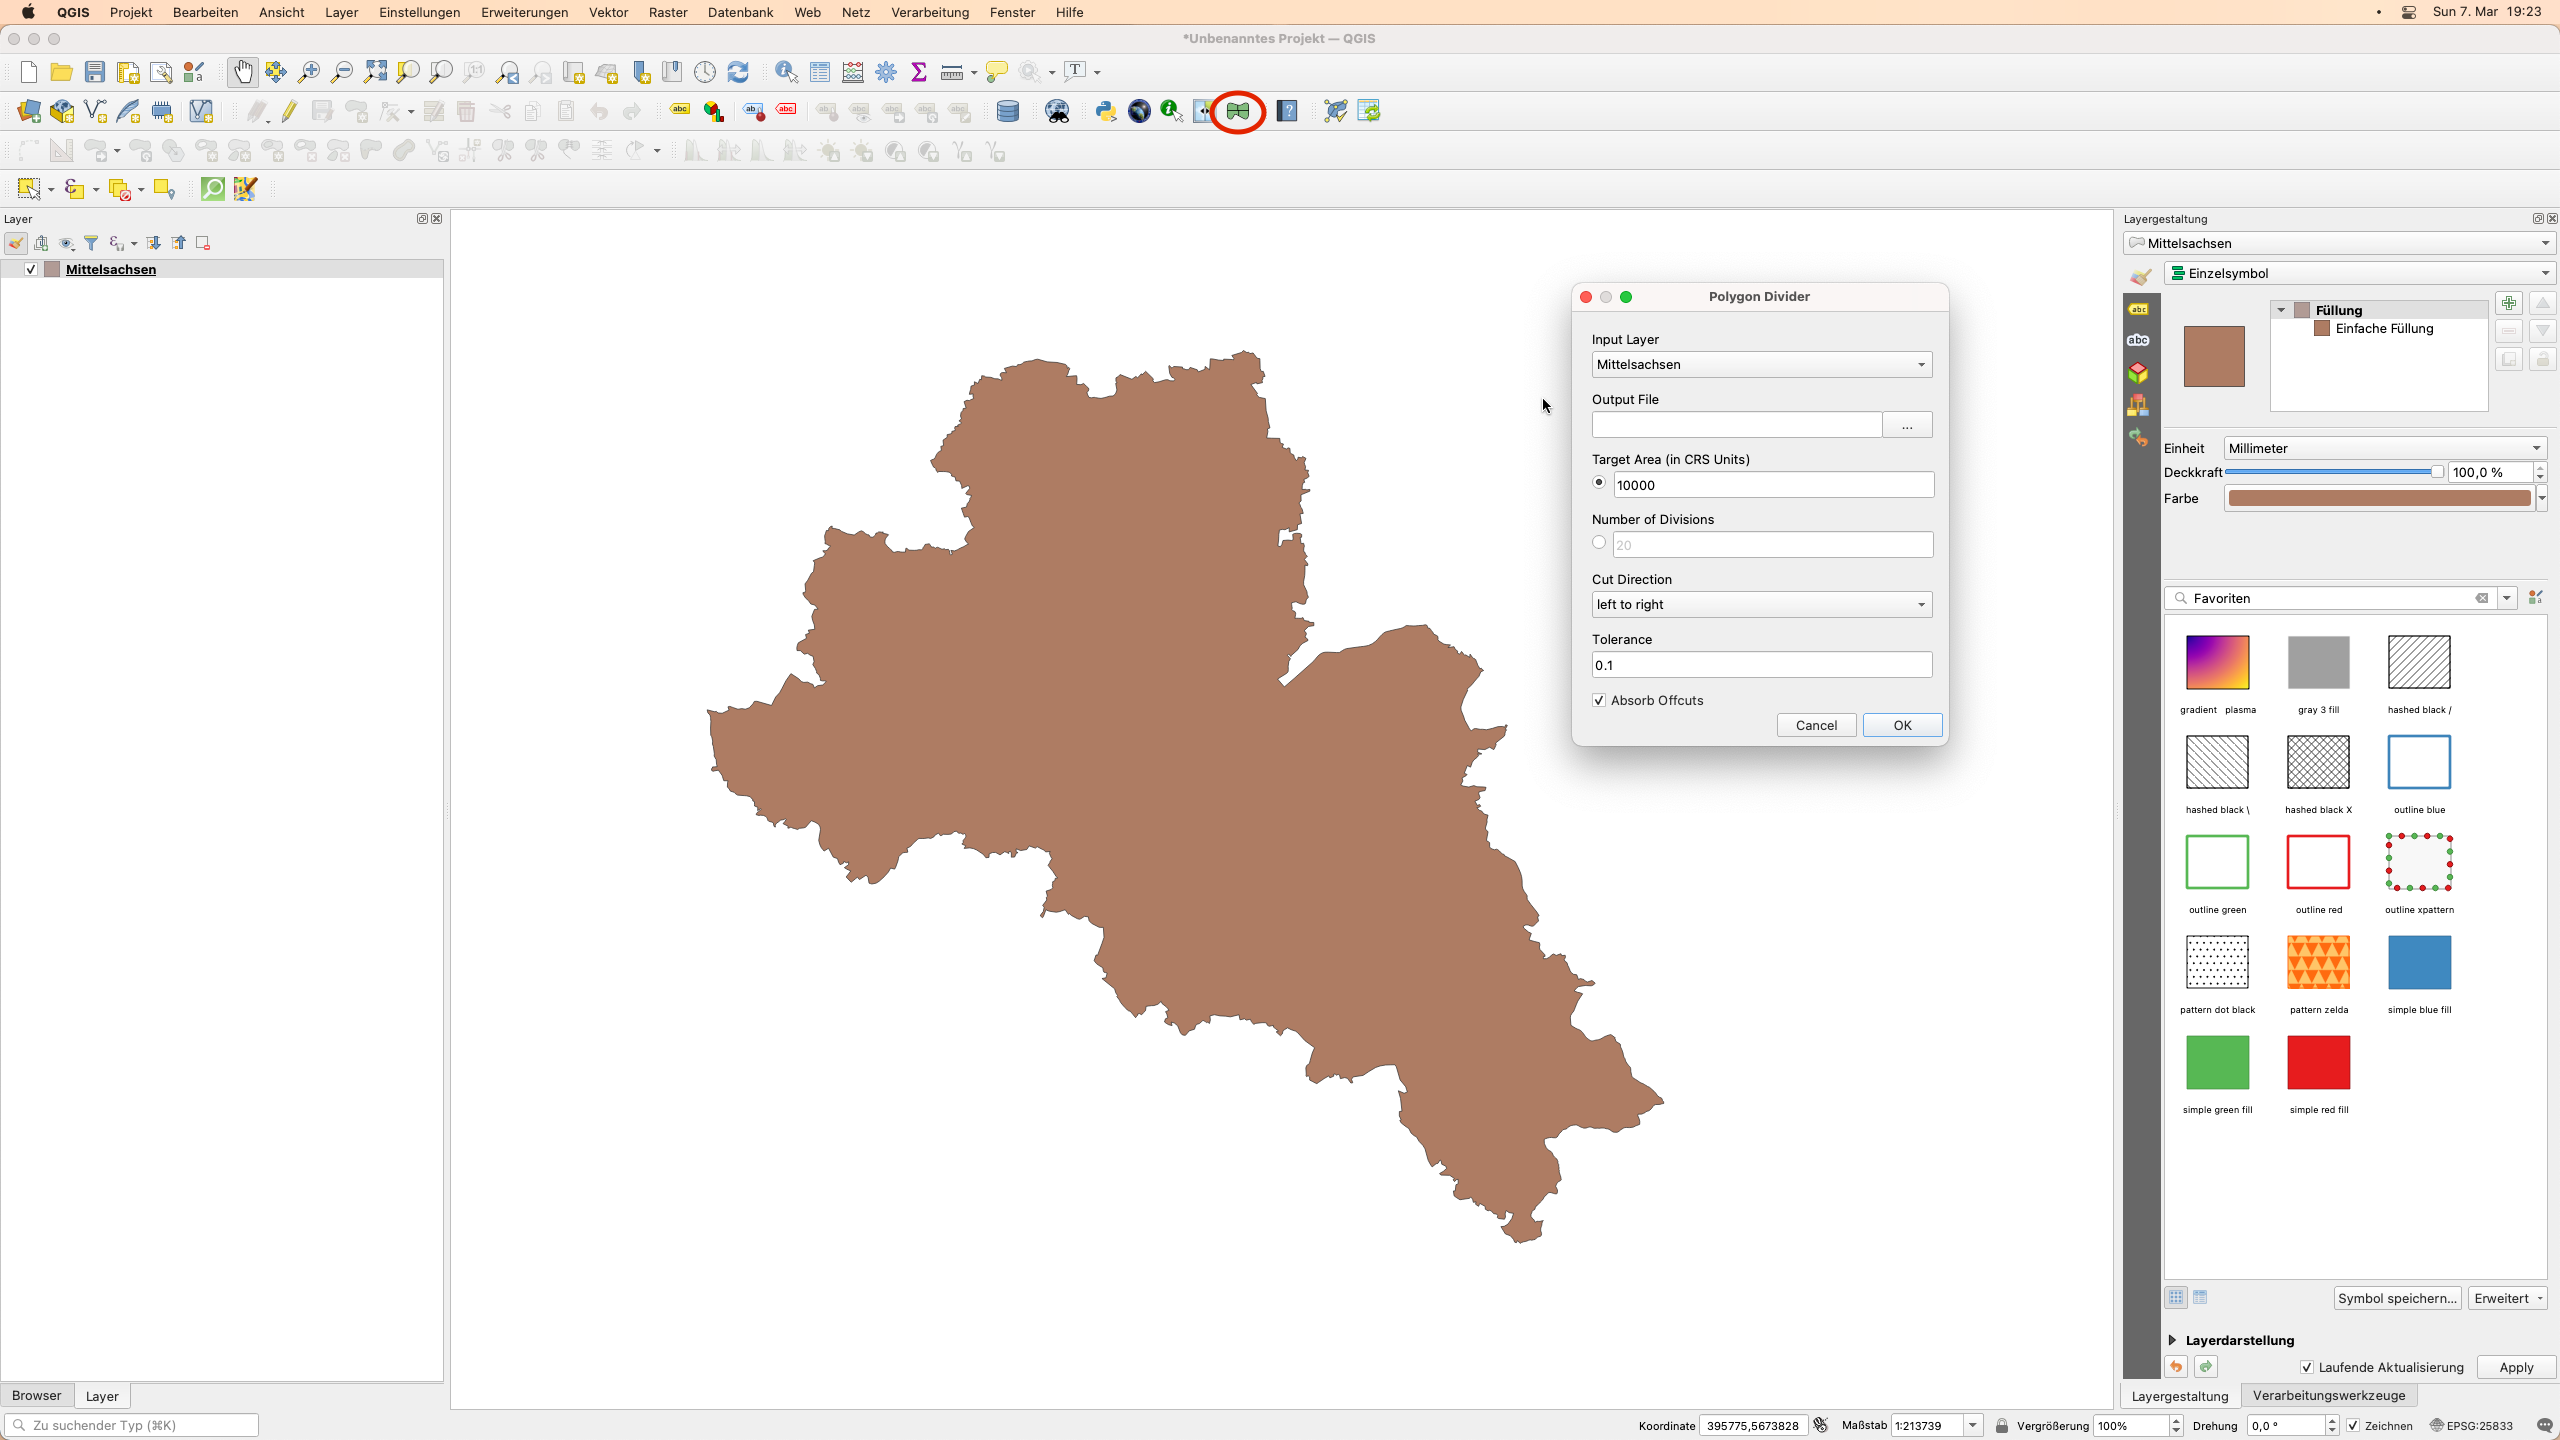 QGIS Projekt Bearbeiten Ansicht Layer Einstellungen Erweiterungen Vektor Raster Datenbank Web Netz Verarbeitung Fenster Hilfe Sun 7. Mar 19:23
*Unbenanntes Projekt — QGIS
Layer
Mittelsachsen
Polygon Divider
Input Layer
Mittelsachsen
Output File
...
Target Area (in CRS Units)
10000
Number of Divisions
20
Cut Direction
left to right
Tolerance
0.1
Absorb Offcuts
Cancel OK
Layergestaltung
Mittelsachsen
Einzelsymbol
Füllung
Einfache Füllung
Einheit Millimeter
Deckkraft 100,0 %
Farbe
Favoriten
gradient plasma gray 3 fill hashed black /
hashed black \ hashed black X outline blue
outline green outline red outline xpattern
pattern dot black pattern zelda simple blue fill
simple green fill simple red fill
Symbol speichern... Erweitert
Layerdarstellung
Laufende Aktualisierung Apply
Browser Layer
Layergestaltung Verarbeitungswerkzeuge
Zu suchender Typ (⌘K)
Koordinate 395775,5673828 Maßstab 1:213739 Vergrößerung 100% Drehung 0,0 ° Zeichnen EPSG:25833